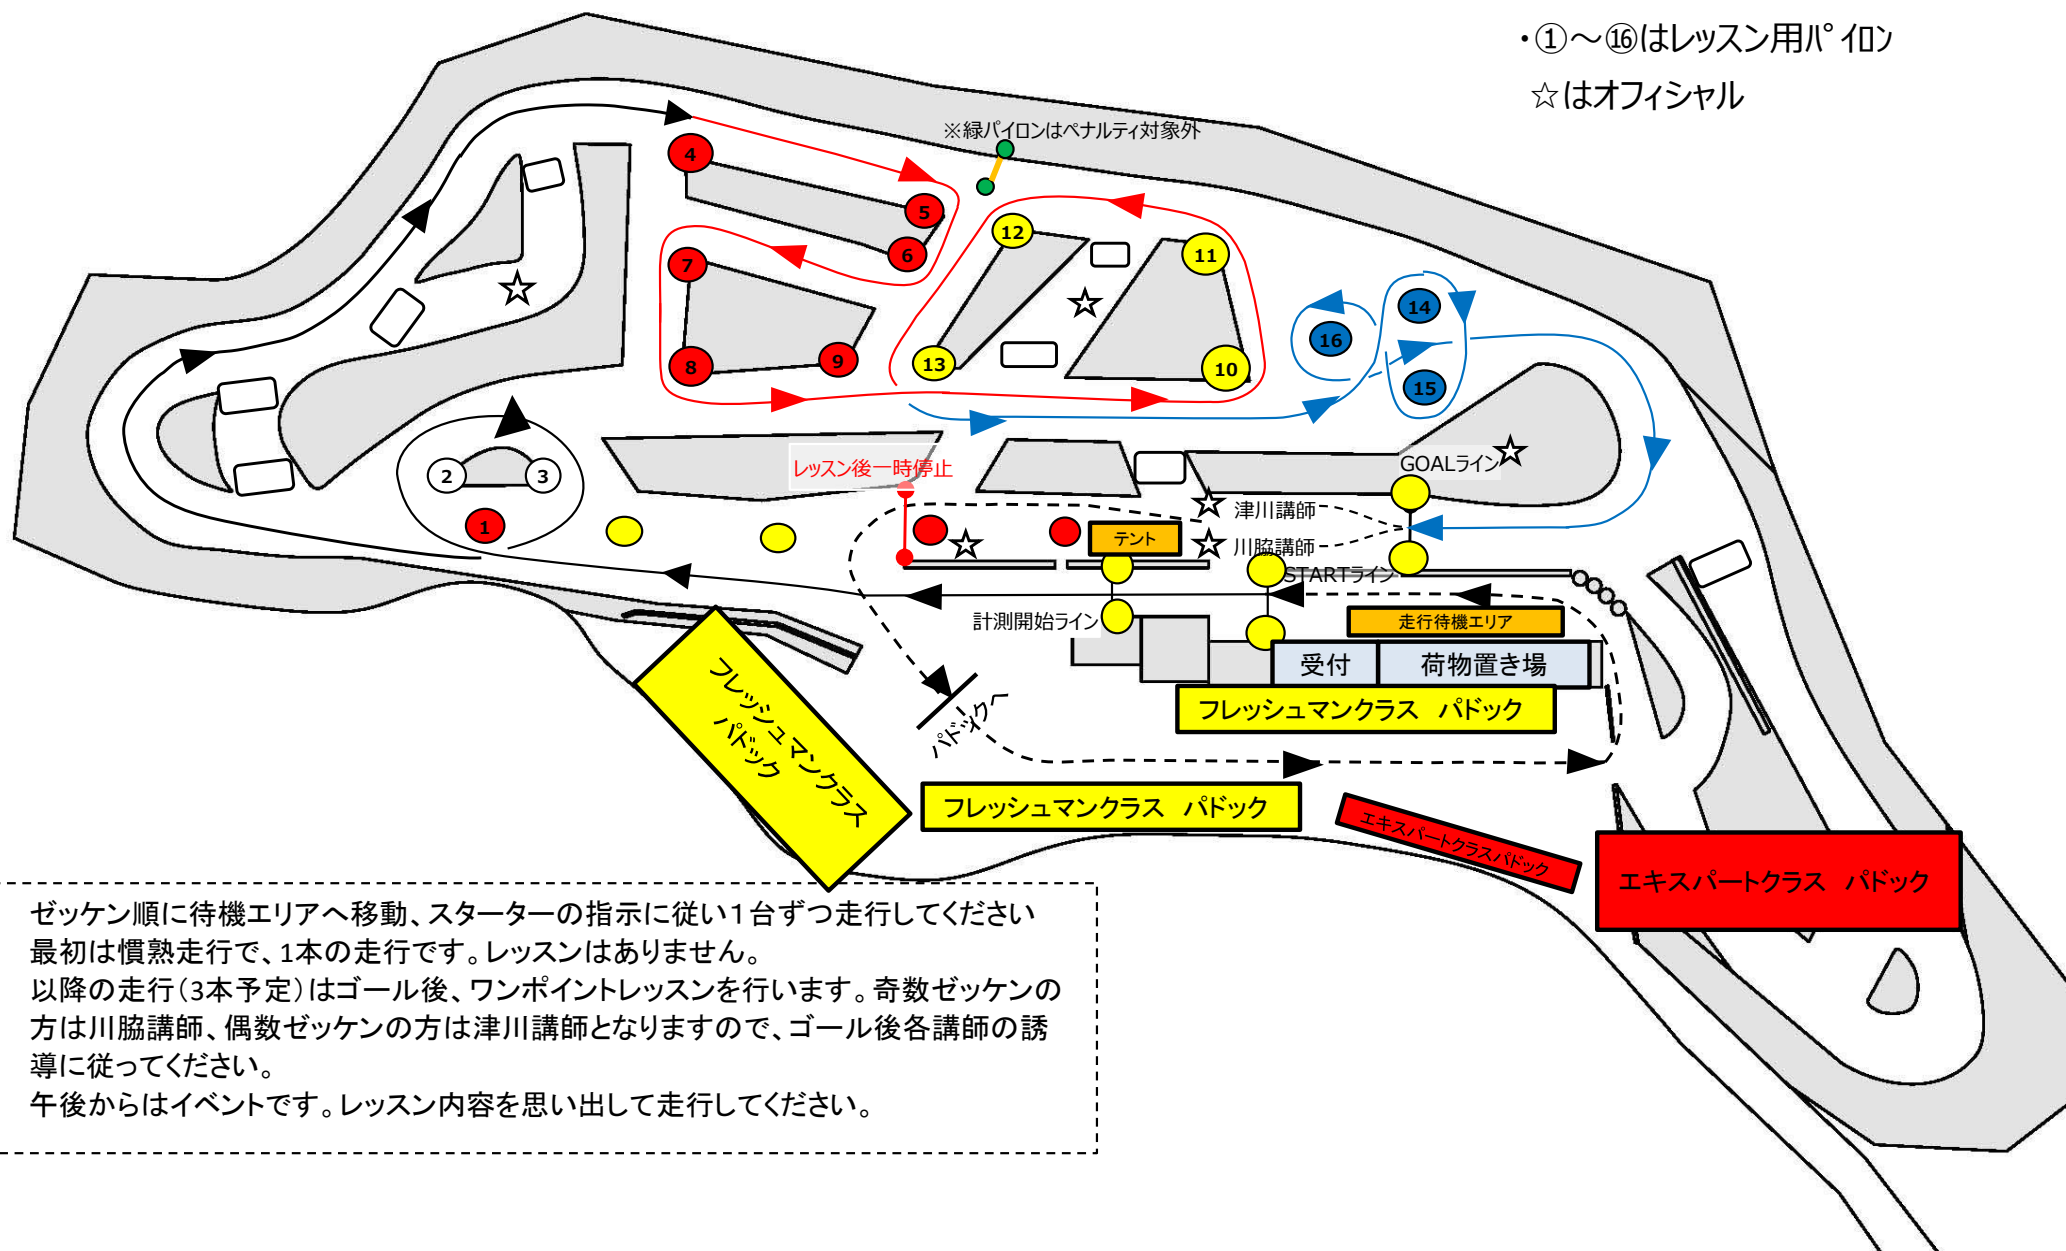 ・①～⑯はレッスン用パイロン
☆はオフィシャル
※緑パイロンはペナルティ対象外
4
5
6
7
8
9
12
11
13
10
14
16
15
2
3
1
レッスン後一時停止
GOALライン
津川講師
川脇講師
テント
STARTライン
計測開始ライン
走行待機エリア
受付
荷物置き場
フレッシュマンクラス　パドック
フレッシュマンクラス
パドック
パドックへ
フレッシュマンクラス　パドック
エキスパートクラスパドック
エキスパートクラス　パドック
ゼッケン順に待機エリアへ移動、スターターの指示に従い１台ずつ走行してください
最初は慣熟走行で、1本の走行です。レッスンはありません。
以降の走行（3本予定）はゴール後、ワンポイントレッスンを行います。奇数ゼッケンの
方は川脇講師、偶数ゼッケンの方は津川講師となりますので、ゴール後各講師の誘
導に従ってください。
午後からはイベントです。レッスン内容を思い出して走行してください。